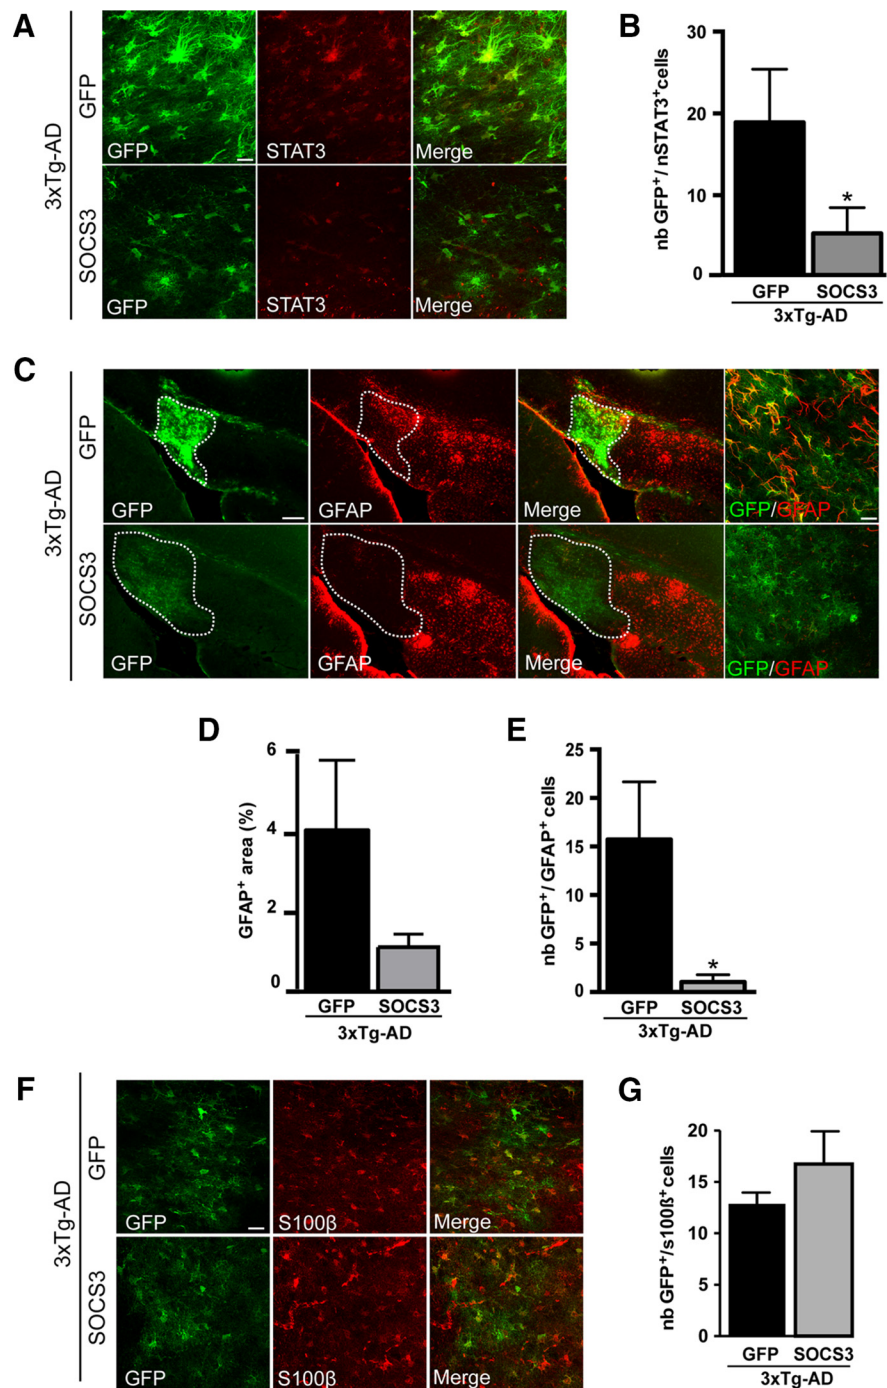 A
3xTg-AD
GFP
GFP
STAT3
Merge
SOCS3
GFP
STAT3
Merge
B
nb GFP⁺/ nSTAT3⁺cells
30
20
10
0
*
GFP
SOCS3
3xTg-AD
C
3xTg-AD
GFP
GFP
GFAP
Merge
GFP/GFAP
SOCS3
GFP
GFAP
Merge
GFP/GFAP
D
GFAP⁺ area (%)
6
4
2
0
GFP
SOCS3
3xTg-AD
E
nb GFP⁺/ GFAP⁺ cells
25
20
15
10
5
0
*
GFP
SOCS3
3xTg-AD
F
3xTg-AD
GFP
GFP
S100β
Merge
SOCS3
GFP
S100β
Merge
G
nb GFP⁺/s100ß⁺ cells
20
15
10
5
0
GFP
SOCS3
3xTg-AD